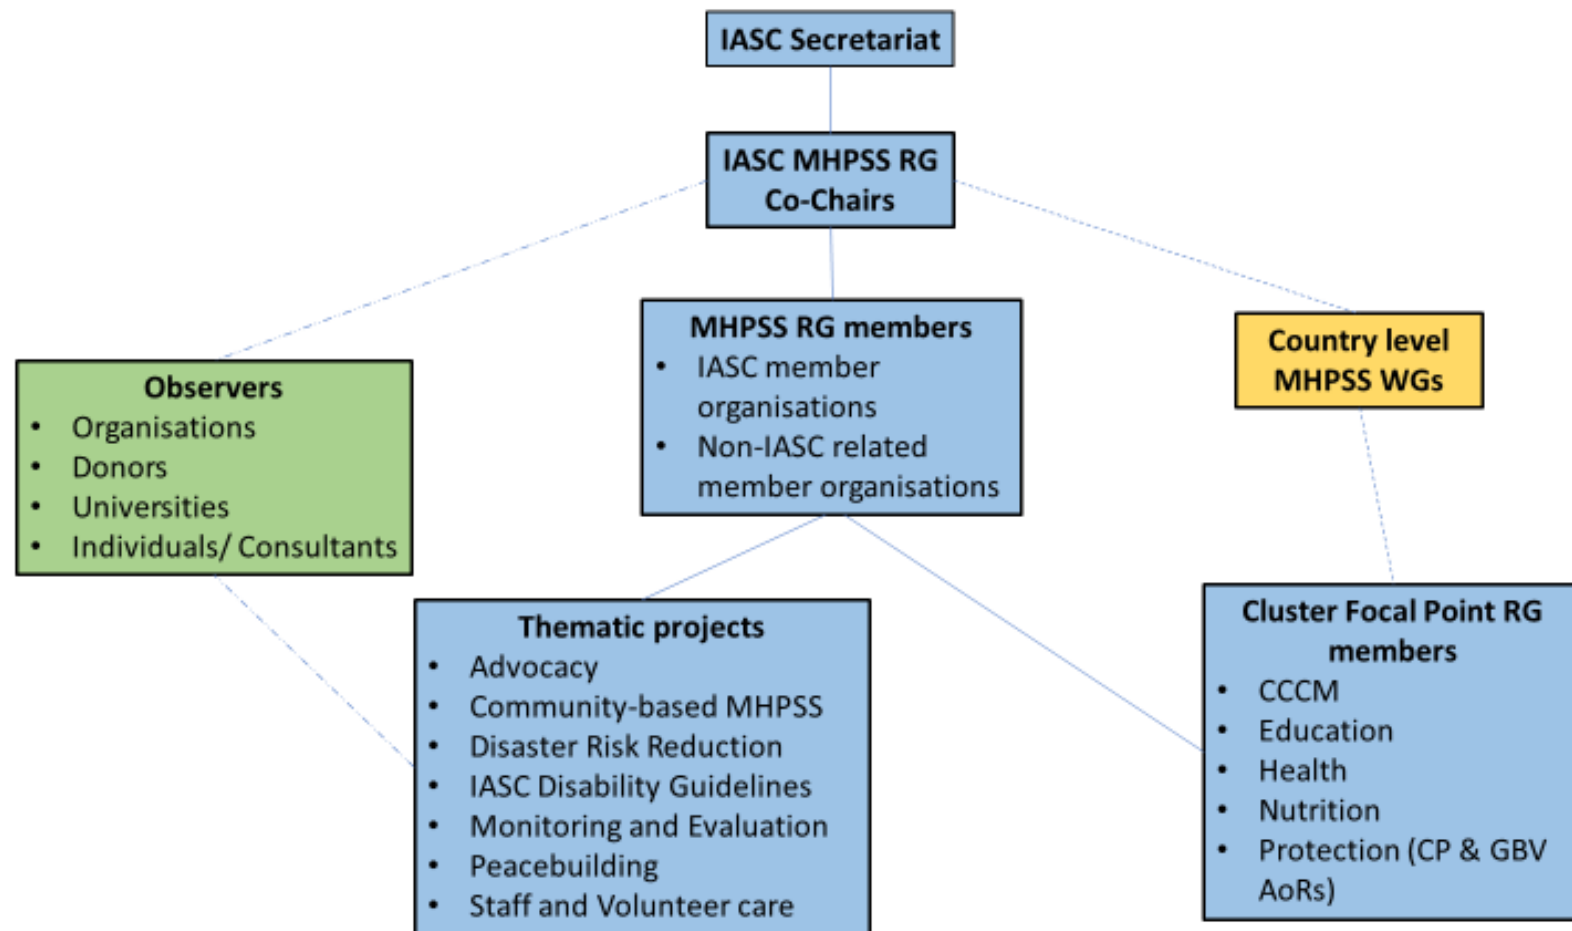 IASC Secretariat
IASC MHPSS RG
Co-Chairs
MHPSS RG members
• IASC member
organisations
• Non-IASC related
member organisations
Country level
MHPSS WGs
Observers
• Organisations
• Donors
• Universities
• Individuals/ Consultants
Thematic projects
• Advocacy
• Community-based MHPSS
• Disaster Risk Reduction
• IASC Disability Guidelines
• Monitoring and Evaluation
• Peacebuilding
• Staff and Volunteer care
Cluster Focal Point RG
members
• CCCM
• Education
• Health
• Nutrition
• Protection (CP & GBV
AoRs)